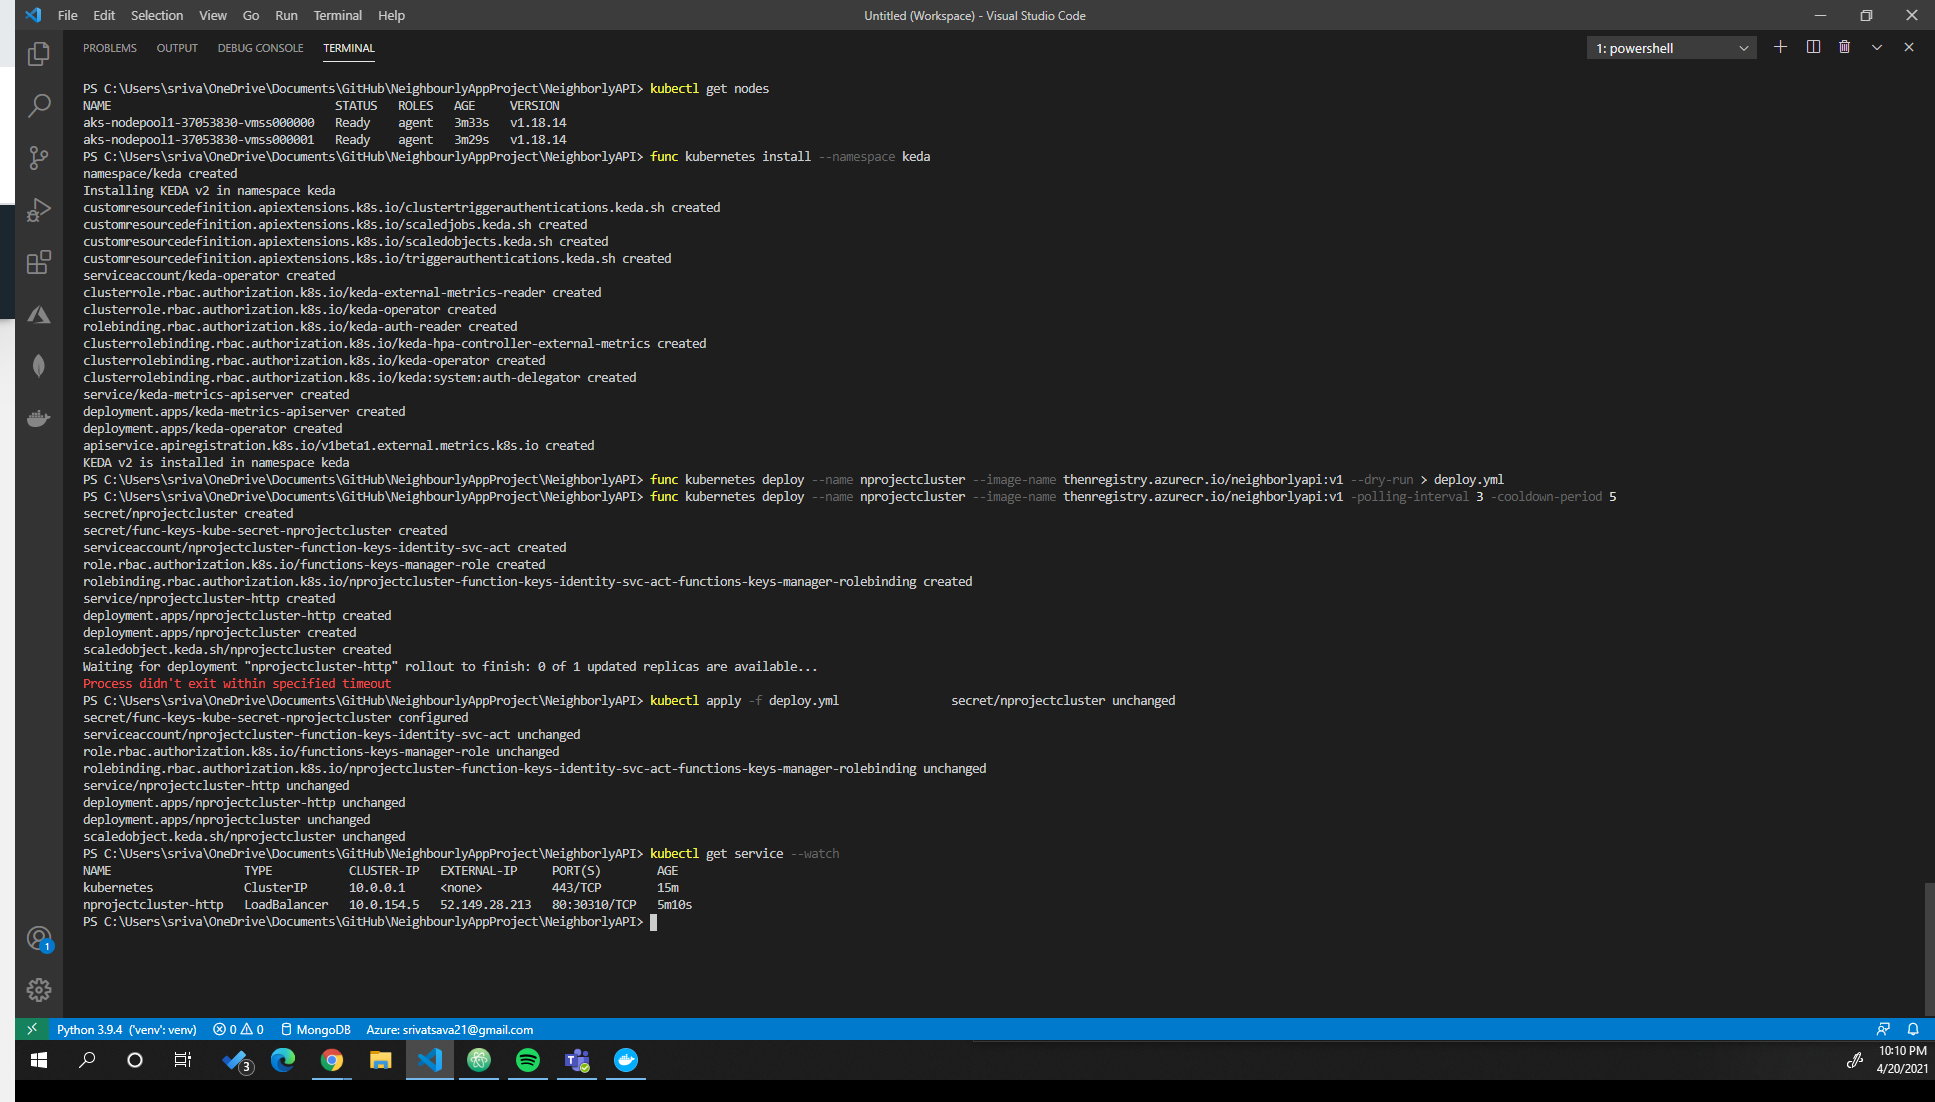 File Edit Selection View Go Run Terminal Help Untitled (Workspace) - Visual Studio Code
PROBLEMS OUTPUT DEBUG CONSOLE TERMINAL 1: powershell
PS C:\Users\sriva\OneDrive\Documents\GitHub\NeighbourlyAppProject\NeighborlyAPI> kubectl get nodes
NAME STATUS ROLES AGE VERSION
aks-nodepool1-37053830-vmss000000 Ready agent 3m33s v1.18.14
aks-nodepool1-37053830-vmss000001 Ready agent 3m29s v1.18.14
PS C:\Users\sriva\OneDrive\Documents\GitHub\NeighbourlyAppProject\NeighborlyAPI> func kubernetes install --namespace keda
namespace/keda created
Installing KEDA v2 in namespace keda
customresourcedefinition.apiextensions.k8s.io/clustertriggerauthentications.keda.sh created
customresourcedefinition.apiextensions.k8s.io/scaledjobs.keda.sh created
customresourcedefinition.apiextensions.k8s.io/scaledobjects.keda.sh created
customresourcedefinition.apiextensions.k8s.io/triggerauthentications.keda.sh created
serviceaccount/keda-operator created
clusterrole.rbac.authorization.k8s.io/keda-external-metrics-reader created
clusterrole.rbac.authorization.k8s.io/keda-operator created
rolebinding.rbac.authorization.k8s.io/keda-auth-reader created
clusterrolebinding.rbac.authorization.k8s.io/keda-hpa-controller-external-metrics created
clusterrolebinding.rbac.authorization.k8s.io/keda-operator created
clusterrolebinding.rbac.authorization.k8s.io/keda:system:auth-delegator created
service/keda-metrics-apiserver created
deployment.apps/keda-metrics-apiserver created
deployment.apps/keda-operator created
apiservice.apiregistration.k8s.io/v1beta1.external.metrics.k8s.io created
KEDA v2 is installed in namespace keda
PS C:\Users\sriva\OneDrive\Documents\GitHub\NeighbourlyAppProject\NeighborlyAPI> func kubernetes deploy --name nprojectcluster --image-name thenregistry.azurecr.io/neighborlyapi:v1 --dry-run > deploy.yml
PS C:\Users\sriva\OneDrive\Documents\GitHub\NeighbourlyAppProject\NeighborlyAPI> func kubernetes deploy --name nprojectcluster --image-name thenregistry.azurecr.io/neighborlyapi:v1 -polling-interval 3 -cooldown-period 5
secret/nprojectcluster created
secret/func-keys-kube-secret-nprojectcluster created
serviceaccount/nprojectcluster-function-keys-identity-svc-act created
role.rbac.authorization.k8s.io/functions-keys-manager-role created
rolebinding.rbac.authorization.k8s.io/nprojectcluster-function-keys-identity-svc-act-functions-keys-manager-rolebinding created
service/nprojectcluster-http created
deployment.apps/nprojectcluster-http created
deployment.apps/nprojectcluster created
scaledobject.keda.sh/nprojectcluster created
Waiting for deployment "nprojectcluster-http" rollout to finish: 0 of 1 updated replicas are available...
Process didn't exit within specified timeout
PS C:\Users\sriva\OneDrive\Documents\GitHub\NeighbourlyAppProject\NeighborlyAPI> kubectl apply -f deploy.yml secret/nprojectcluster unchanged
secret/func-keys-kube-secret-nprojectcluster configured
serviceaccount/nprojectcluster-function-keys-identity-svc-act unchanged
role.rbac.authorization.k8s.io/functions-keys-manager-role unchanged
rolebinding.rbac.authorization.k8s.io/nprojectcluster-function-keys-identity-svc-act-functions-keys-manager-rolebinding unchanged
service/nprojectcluster-http unchanged
deployment.apps/nprojectcluster-http unchanged
deployment.apps/nprojectcluster unchanged
scaledobject.keda.sh/nprojectcluster unchanged
PS C:\Users\sriva\OneDrive\Documents\GitHub\NeighbourlyAppProject\NeighborlyAPI> kubectl get service --watch
NAME TYPE CLUSTER-IP EXTERNAL-IP PORT(S) AGE
kubernetes ClusterIP 10.0.0.1 <none> 443/TCP 15m
nprojectcluster-http LoadBalancer 10.0.154.5 52.149.28.213 80:30310/TCP 5m10s
PS C:\Users\sriva\OneDrive\Documents\GitHub\NeighbourlyAppProject\NeighborlyAPI>
1
Python 3.9.4 ('venv': venv) 0 0 MongoDB Azure: srivatsava21@gmail.com
3
10:10 PM
4/20/2021